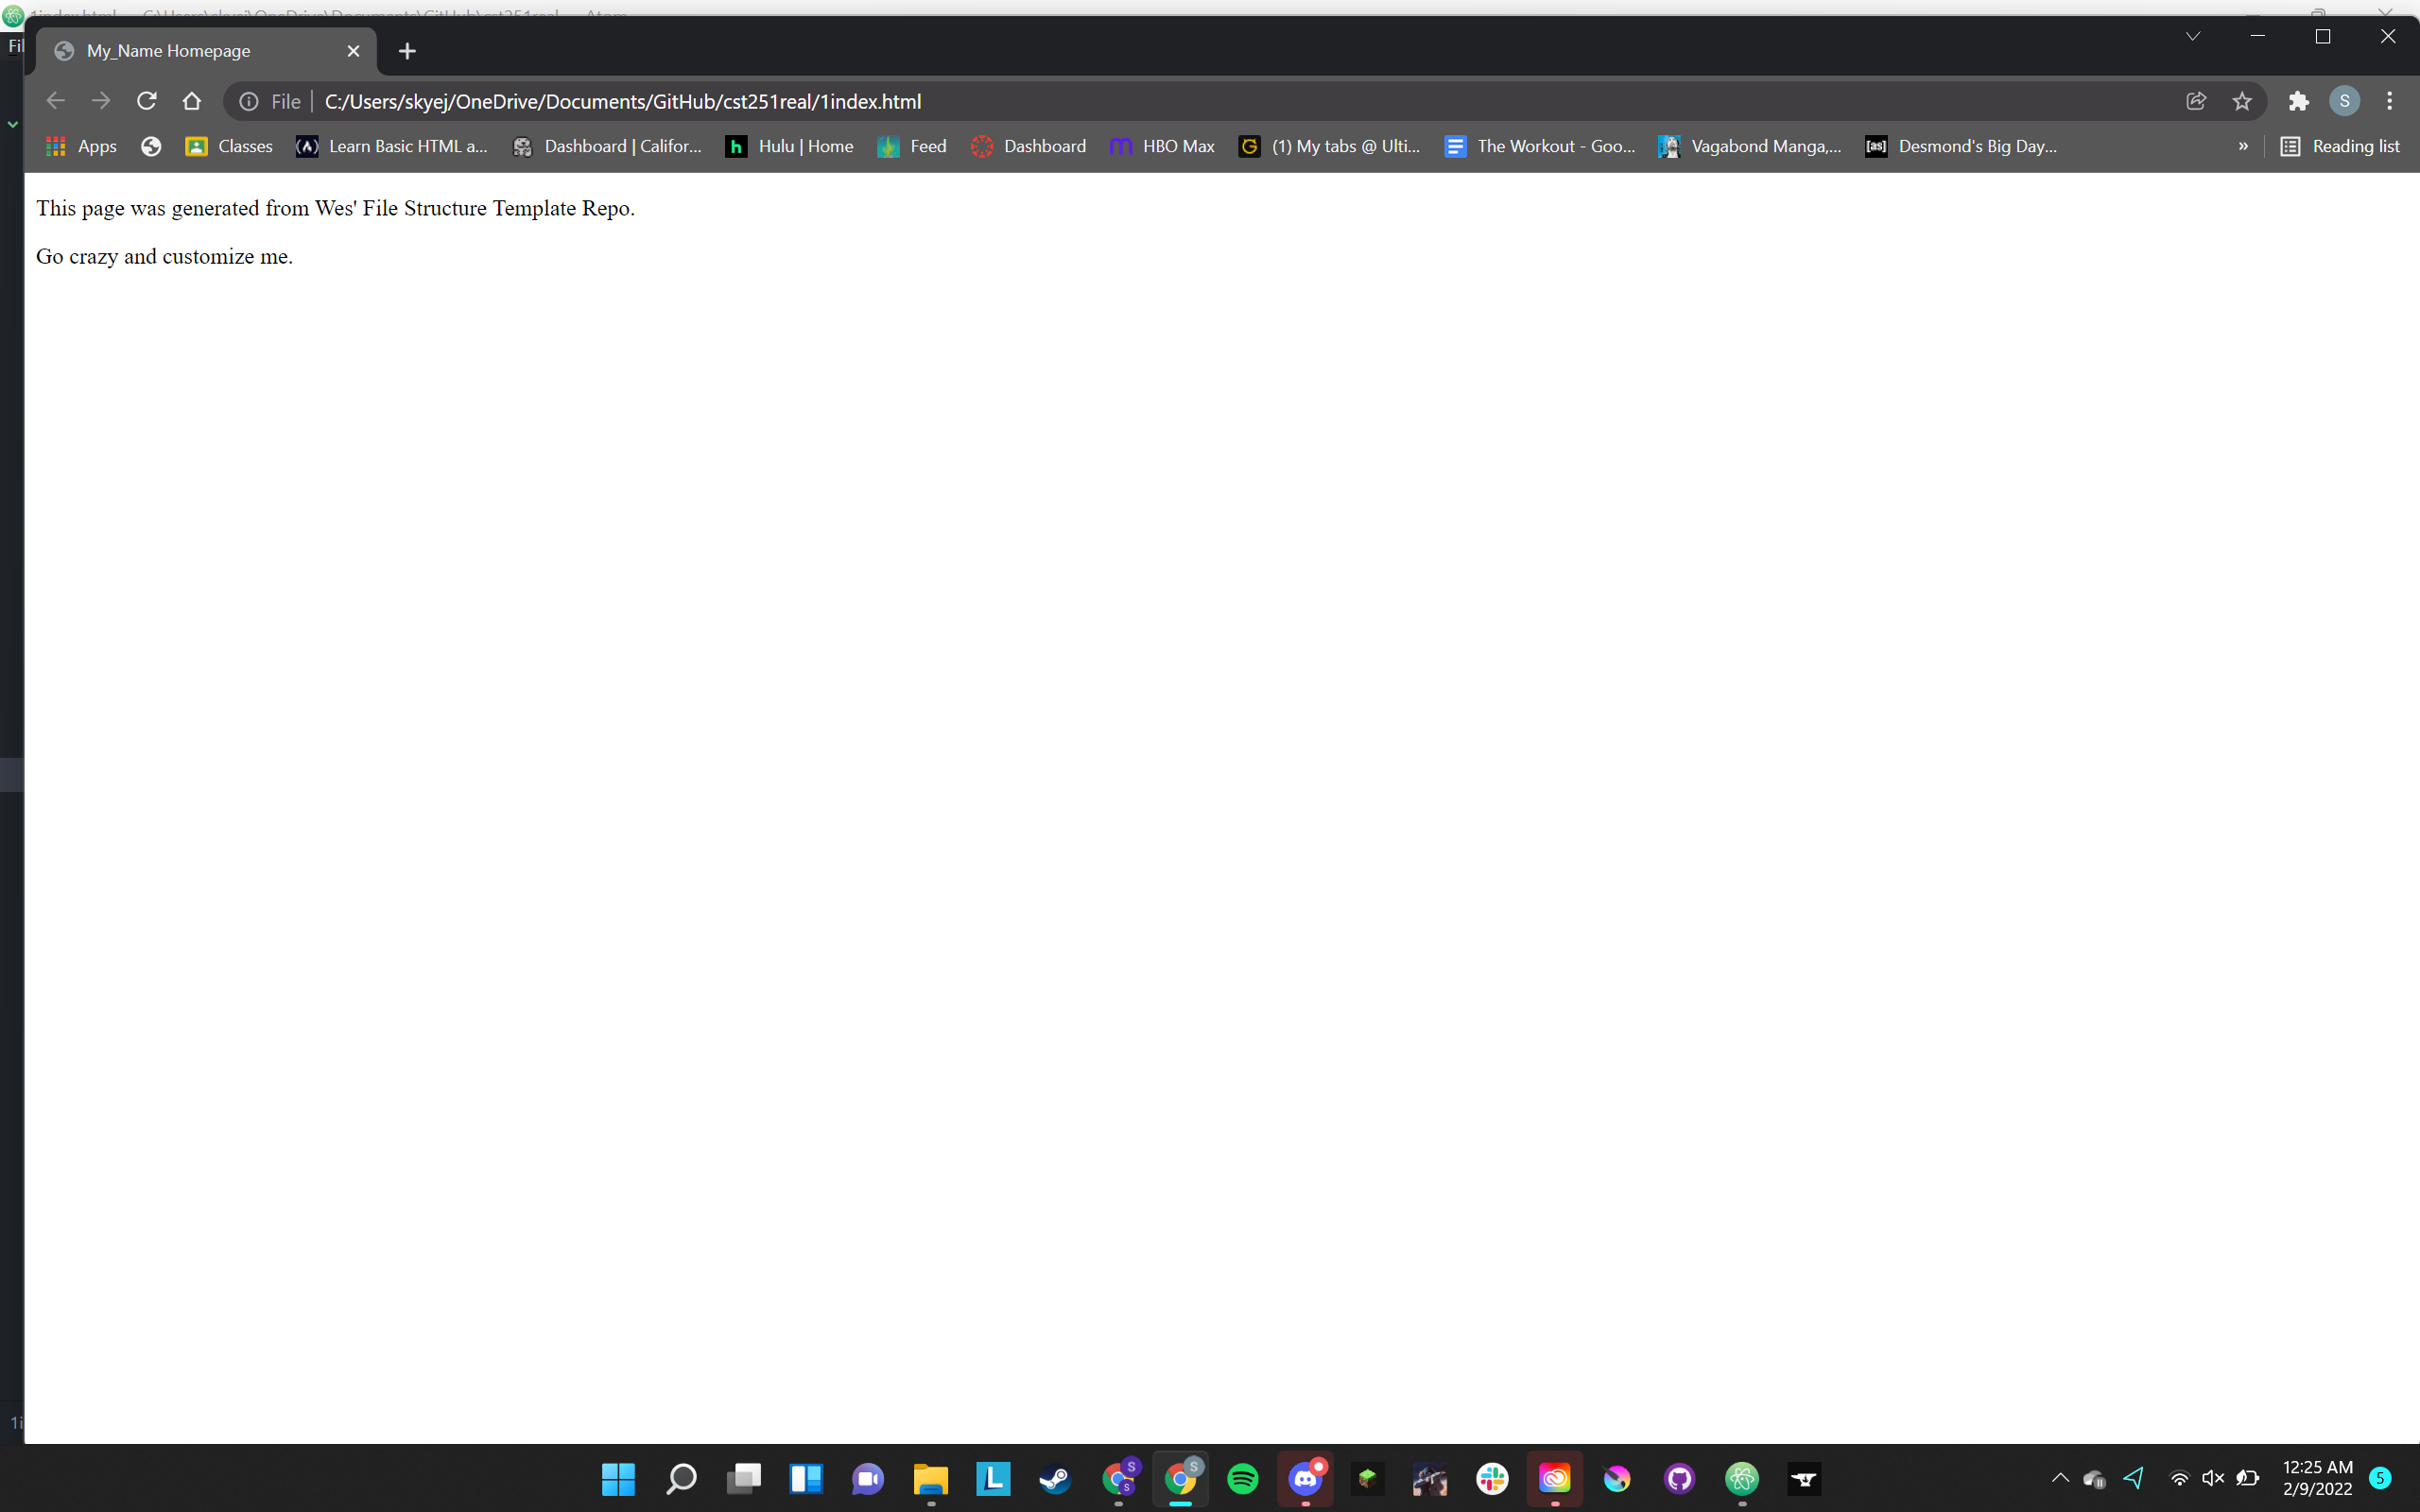 1index.html — C:\Users\skyej\OneDrive\Documents\GitHub\cst251real — Atom
Fil
My_Name Homepage
File
C:/Users/skyej/OneDrive/Documents/GitHub/cst251real/1index.html
S
Apps
Classes
Learn Basic HTML a...
Dashboard | Califor...
h
Hulu | Home
Feed
Dashboard
HBO Max
G
(1) My tabs @ Ulti...
The Workout - Goo...
Vagabond Manga,...
[as]
Desmond's Big Day...
»
Reading list
This page was generated from Wes' File Structure Template Repo.
Go crazy and customize me.
1i
L
S
S
S
12:25 AM
2/9/2022
5